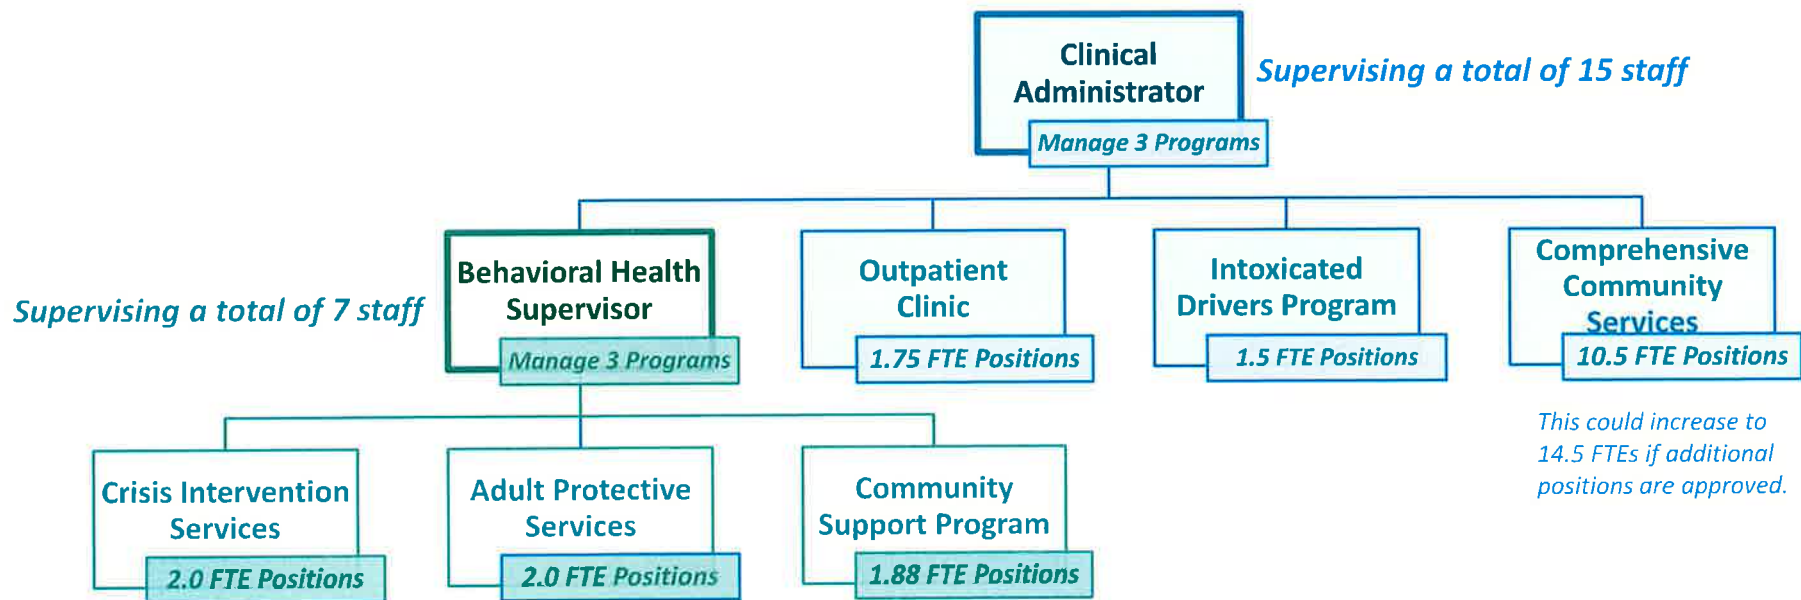 Clinical
Administrator
Manage 3 Programs
Supervising a total of 15 staff
Supervising a total of 7 staff
Behavioral Health
Supervisor
Manage 3 Programs
Outpatient
Clinic
1.75 FTE Positions
Intoxicated
Drivers Program
1.5 FTE Positions
Comprehensive
Community
Services
10.5 FTE Positions
This could increase to
14.5 FTEs if additional
positions are approved.
Crisis Intervention
Services
2.0 FTE Positions
Adult Protective
Services
2.0 FTE Positions
Community
Support Program
1.88 FTE Positions